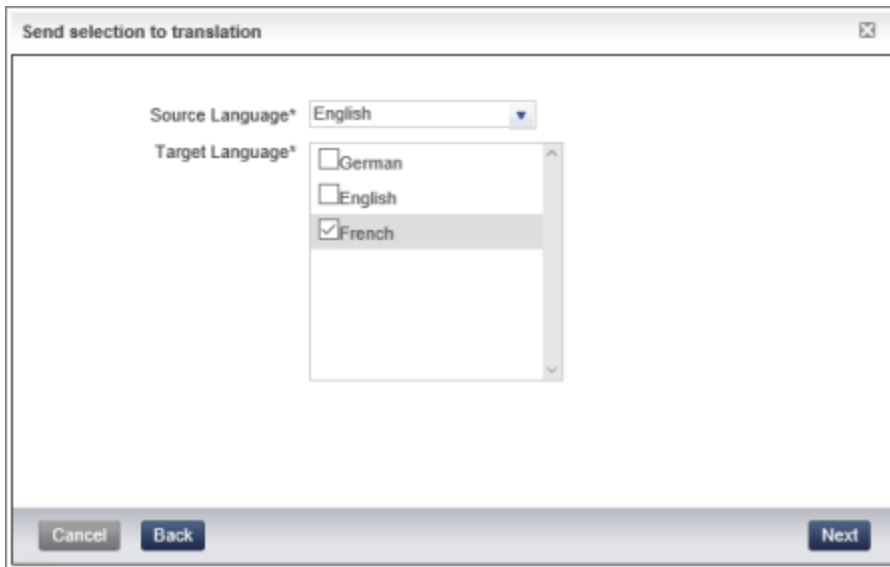 Send selection to translation
Source Language* English
Target Language*
German
English
French
Cancel Back Next